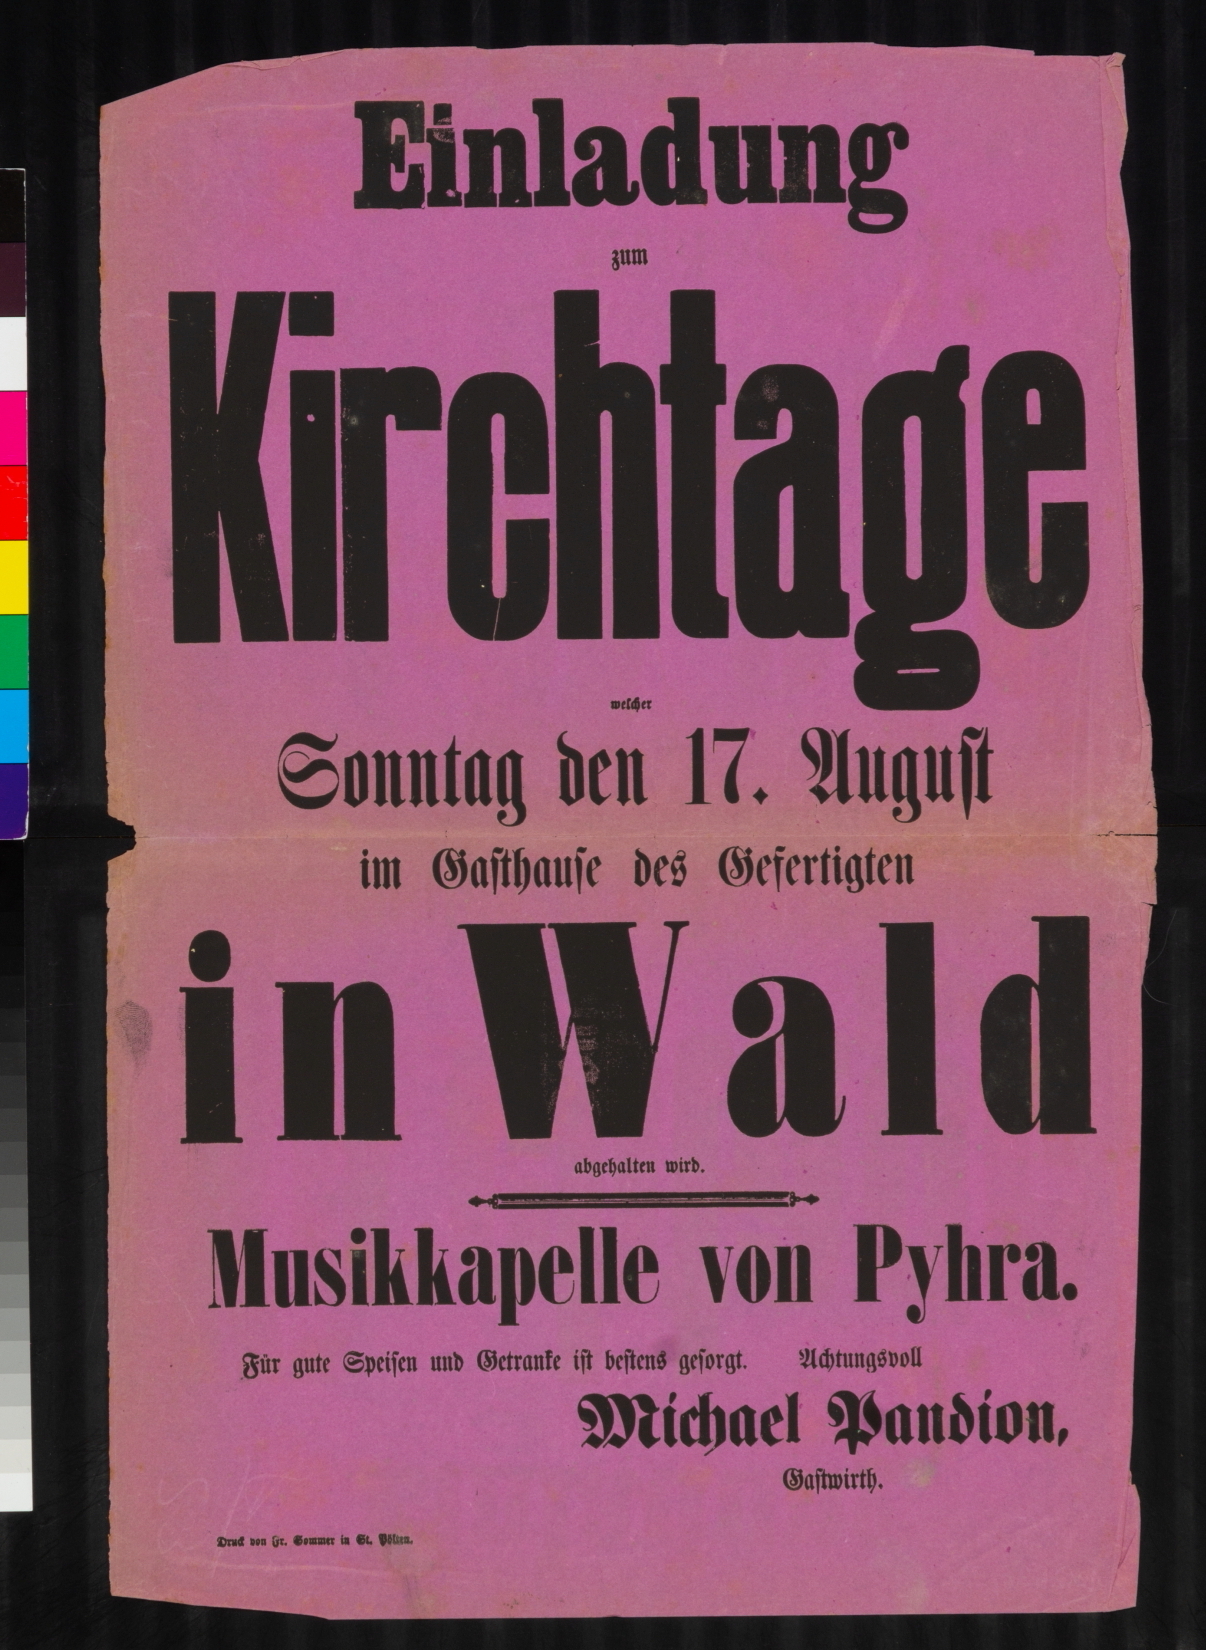 Einladung
zum
Kirchtage
welcher
Sonntag den 17. August
im Gasthause des Gefertigten
in Wald
abgehalten wird.
Musikkapelle von Pyhra.
Für gute Speisen und Getranke ist bestens gesorgt. Achtungsvoll
Michael Pandion,
Gastwirth.
Druck von Fr. Sommer in St. Pölten.